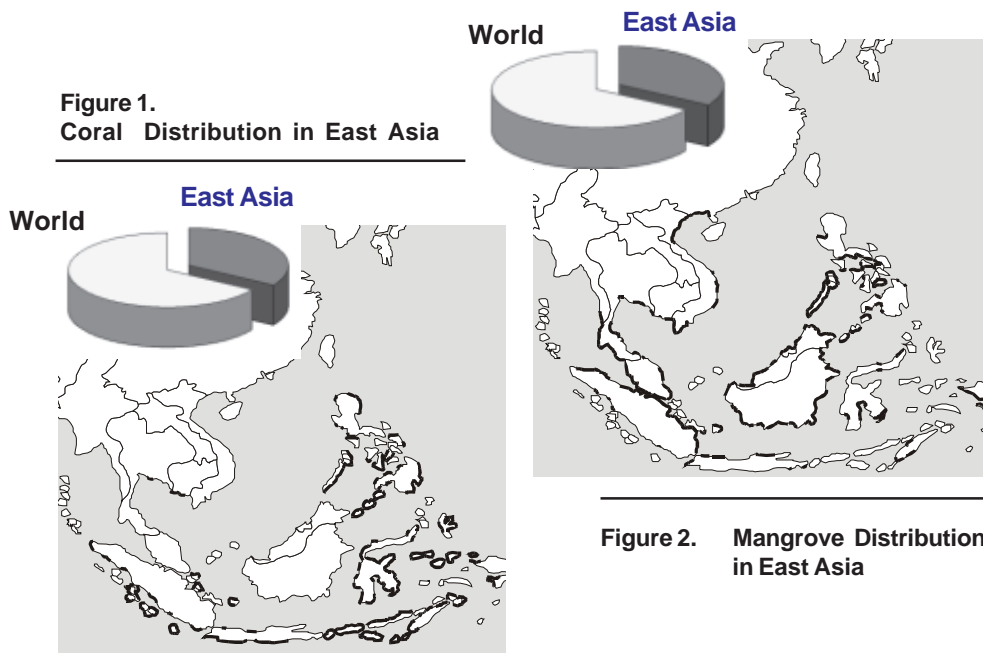 Figure 1.
Coral Distribution in East Asia
World
East Asia
World
East Asia
Figure 2. Mangrove Distribution
in East Asia